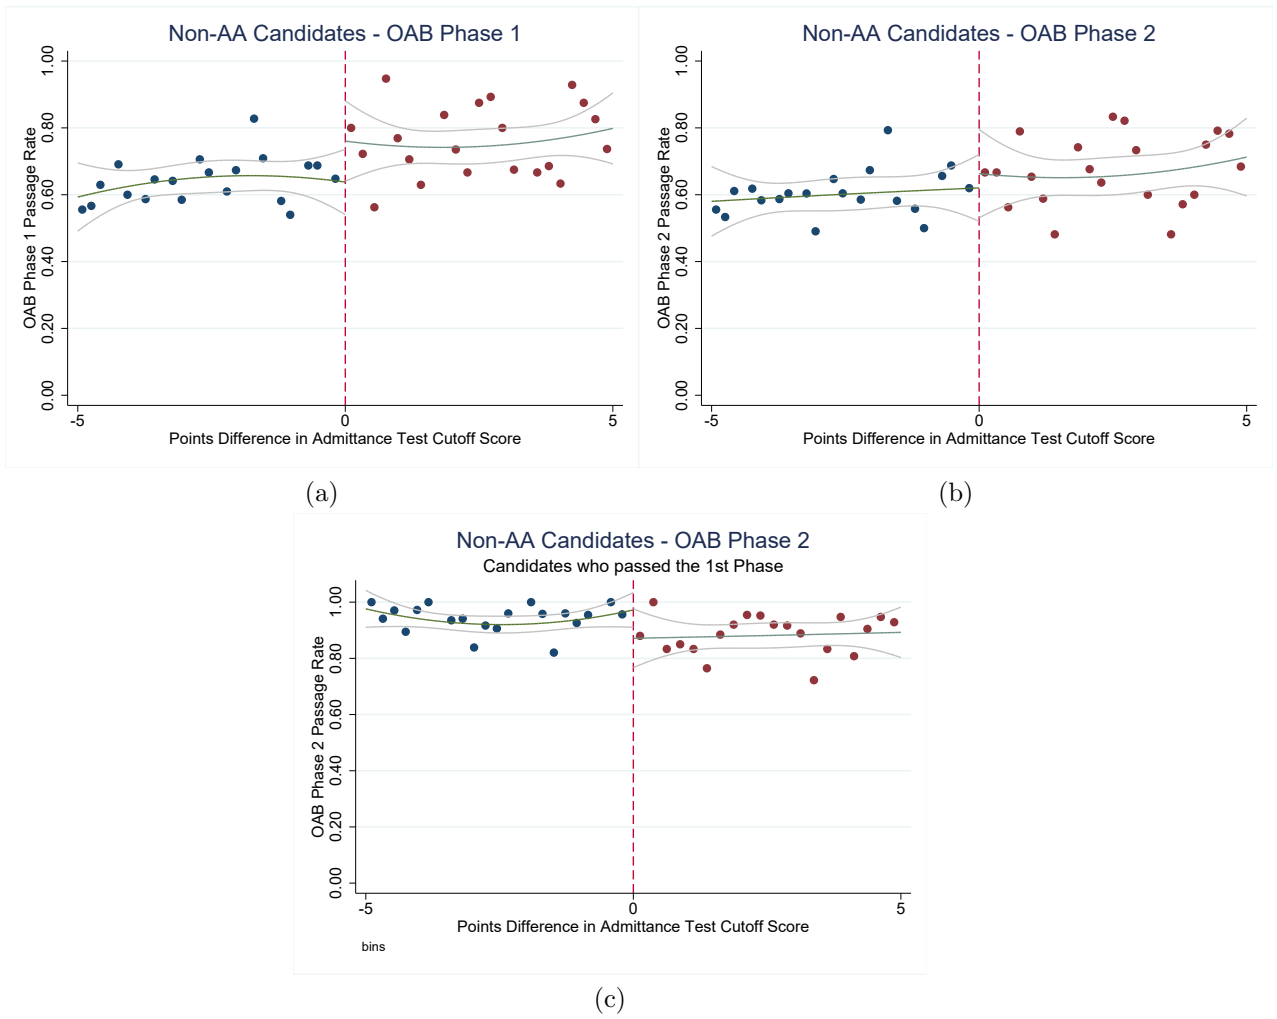 Non-AA Candidates - OAB Phase 1
OAB Phase 1 Passage Rate
1.00
0.80
0.60
0.40
0.20
0.00
-5
0
5
Points Difference in Admittance Test Cutoff Score
(a)
Non-AA Candidates - OAB Phase 2
OAB Phase 2 Passage Rate
1.00
0.80
0.60
0.40
0.20
0.00
-5
0
5
Points Difference in Admittance Test Cutoff Score
(b)
Non-AA Candidates - OAB Phase 2
Candidates who passed the 1st Phase
OAB Phase 2 Passage Rate
1.00
0.80
0.60
0.40
0.20
0.00
-5
0
5
Points Difference in Admittance Test Cutoff Score
bins
(c)